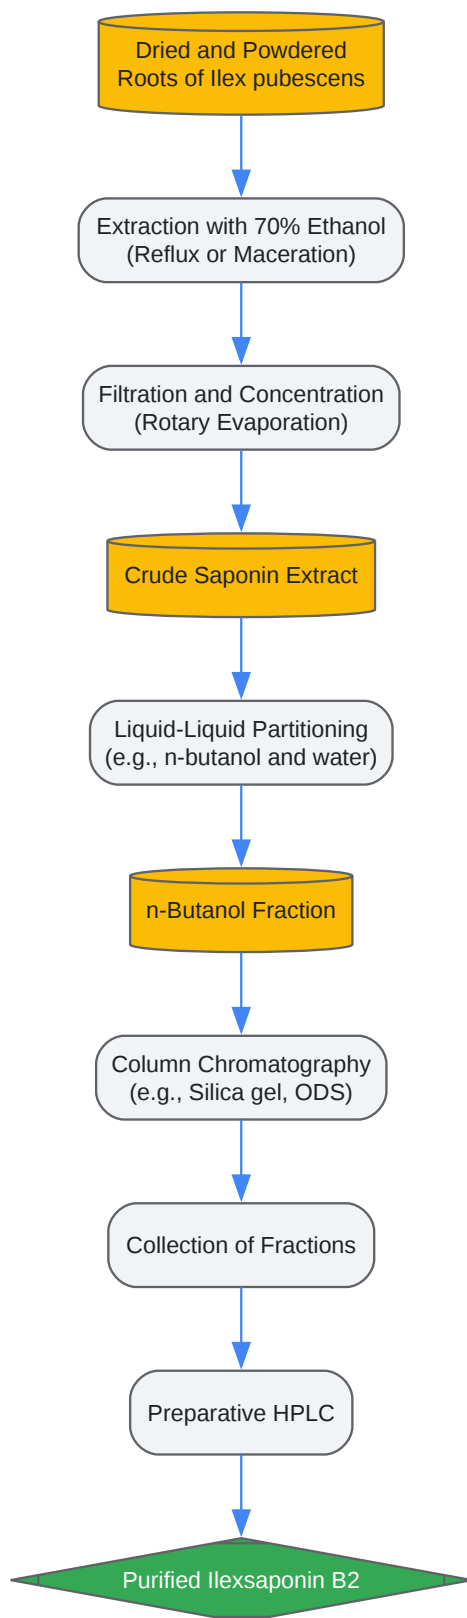 Dried and Powdered
Roots of Ilex pubescens
Extraction with 70% Ethanol
(Reflux or Maceration)
Filtration and Concentration
(Rotary Evaporation)
Crude Saponin Extract
Liquid-Liquid Partitioning
(e.g., n-butanol and water)
n-Butanol Fraction
Column Chromatography
(e.g., Silica gel, ODS)
Collection of Fractions
Preparative HPLC
Purified Ilexsaponin B2